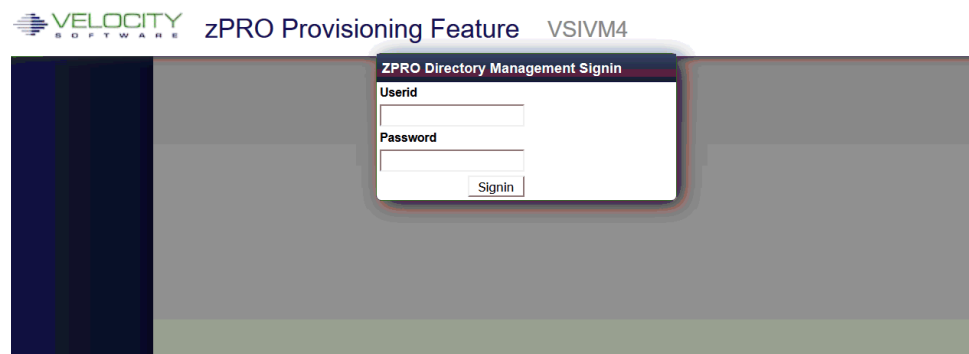 VELOCITY
SOFTWARE
zPRO Provisioning Feature VSIVM4
ZPRO Directory Management Signin
Userid
Password
Signin